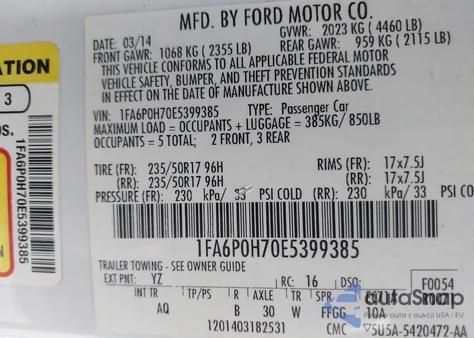 MFD. BY FORD MOTOR CO.
DATE: 03/14 GVWR: 2023 KG ( 4460 LB)
FRONT GAWR: 1068 KG ( 2355 LB) REAR GAWR: 959 KG ( 2115 LB)
THIS VEHICLE CONFORMS TO ALL APPLICABLE FEDERAL MOTOR
VEHICLE SAFETY, BUMPER, AND THEFT PREVENTION STANDARDS
IN EFFECT ON THE DATE OF MANUFACTURE SHOWN ABOVE.
VIN: 1FA6P0H70E5399385 TYPE: Passenger Car
MAXIMUM LOAD = OCCUPANTS + LUGGAGE = 385KG/ 850LB
OCCUPANTS = 5 TOTAL; 2 FRONT, 3 REAR
TIRE (FR): 235/50R17 96H RIMS (FR): 17x7.5J
(RR): 235/50R17 96H (RR): 17x7.5J
PRESSURE (FR): 230 kPa/ 33 PSI COLD (RR): 230 kPa/ 33 PSI COLD
1FA6P0H70E5399385
TRAILER TOWING - SEE OWNER GUIDE
EXT PNT: YZ RC: 16 DSO: F0054
INT TR TP/PS R AXLE TR SPR
AQ B 30 W FFGG 10A
1201403182531 CMC 5U5A-5420472-AA
ATION
3
1FA6P0H70E5399385
autoSnap